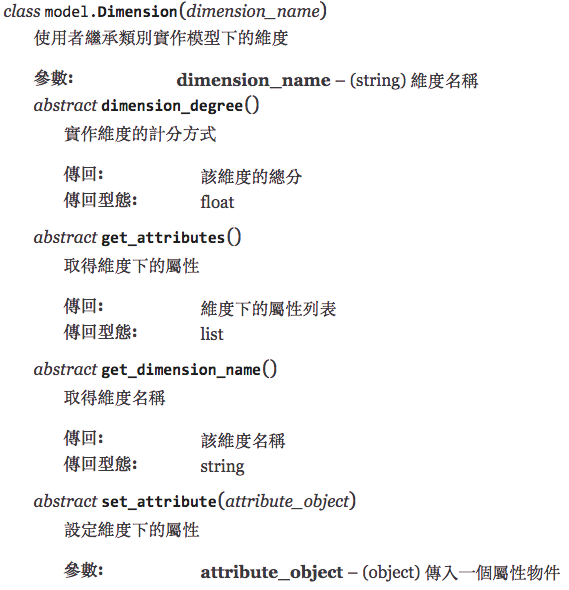 class model.Dimension(dimension_name)
使用者繼承類別實作模型下的維度
參數： dimension_name – (string) 維度名稱
abstract dimension_degree()
實作維度的計分方式
傳回： 該維度的總分
傳回型態： float
abstract get_attributes()
取得維度下的屬性
傳回： 維度下的屬性列表
傳回型態： list
abstract get_dimension_name()
取得維度名稱
傳回： 該維度名稱
傳回型態： string
abstract set_attribute(attribute_object)
設定維度下的屬性
參數： attribute_object – (object) 傳入一個屬性物件